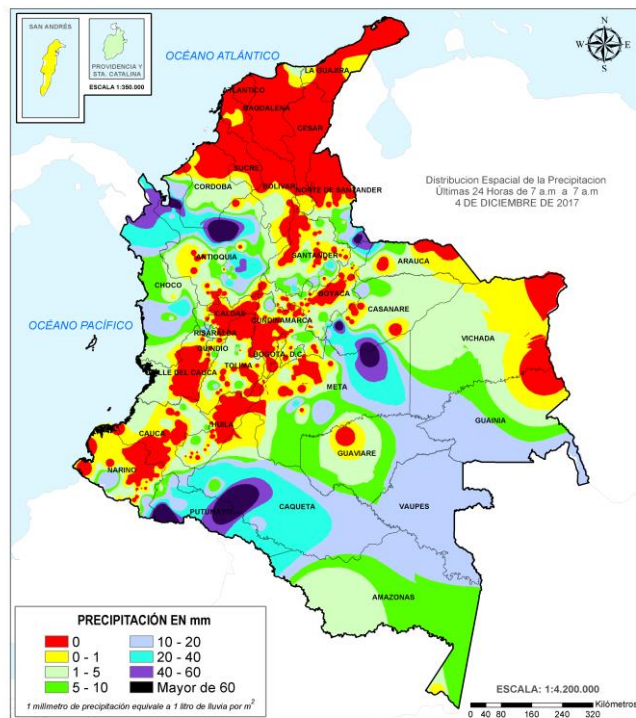 SAN ANDRÉS
PROVIDENCIA Y
STA. CATALINA
ESCALA 1:350.000
OCÉANO ATLÁNTICO
N
W E
S
LA GUAJIRA
ATLANTICO
MAGDALENA
CESAR
SUCRE
CORDOBA
BOLIVAR
NORTE DE SANTANDER
Distribucion Espacial de la Precipitacion
Últimas 24 Horas de 7 a.m a 7 a.m
4 DE DICIEMBRE DE 2017
ANTIOQUIA
SANTANDER
ARAUCA
CHOCO
BOYACA
CASANARE
OCÉANO PACÍFICO
CALDAS
CUNDINAMARCA
RISARALDA
VICHADA
QUINDIO
BOGOTA, D.C.
TOLIMA
VALLE DEL CAUCA
META
GUAINIA
CAUCA
HUILA
GUAVIARE
NARIÑO
PUTUMAYO
CAQUETA
VAUPES
AMAZONAS
PRECIPITACIÓN EN mm
0
10 - 20
0 - 1
20 - 40
1 - 5
40 - 60
5 - 10
Mayor de 60
1 milímetro de precipitación equivale a 1 litro de lluvia por m2
ESCALA: 1:4.200.000
Kilómetros
0 40 80 160 240 320